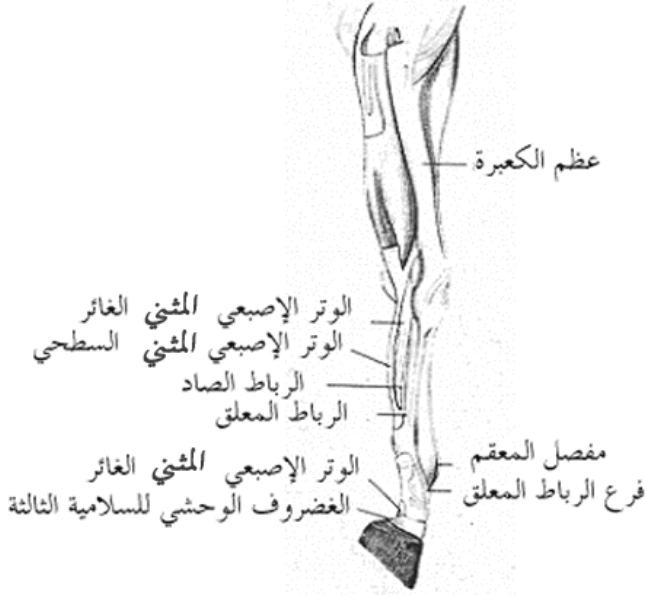 عظم الكعبرة
الوتر الإصبعي المثني الغائر
الوتر الإصبعي المثني السطحي
الرباط الصاد
الرباط المعلق
مفصل المعقم
الوتر الإصبعي المثني الغائر
فرع الرباط المعلق
الغضروف الوحشي للسلامية الثالثة